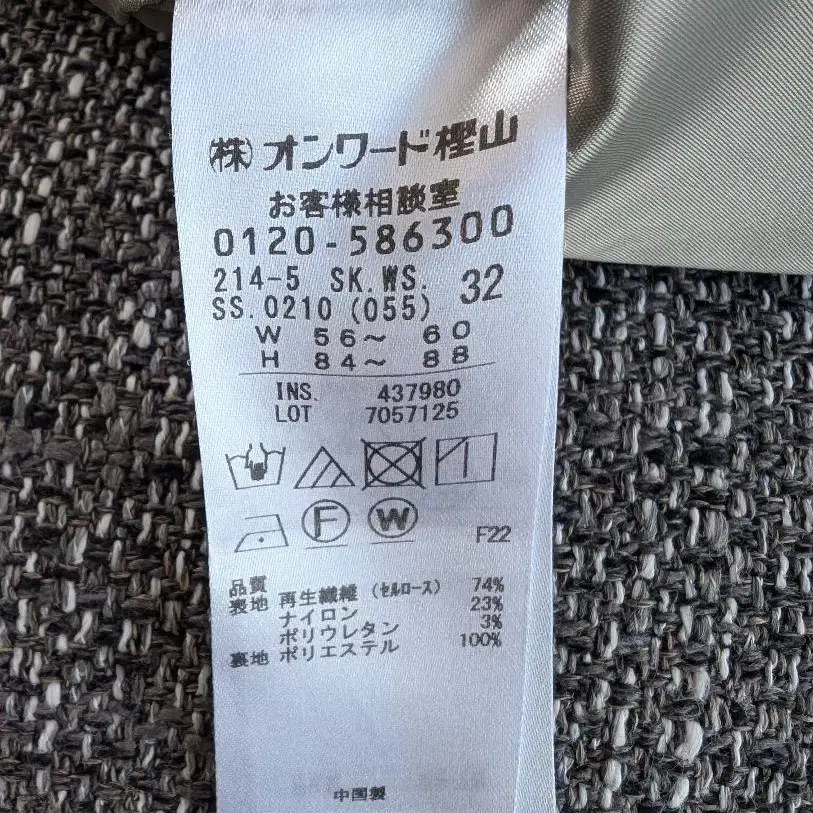 ㈱オンワード樫山
お客様相談室
0120-586300
214-5 SK.WS. 32
SS.0210 (055)
W 56〜 60
H 84〜 88
INS. 437980
LOT 7057125
F W F22
品質
表地 再生繊維 (セルロース) 74%
ナイロン 23%
ポリウレタン 3%
裏地 ポリエステル 100%
中国製